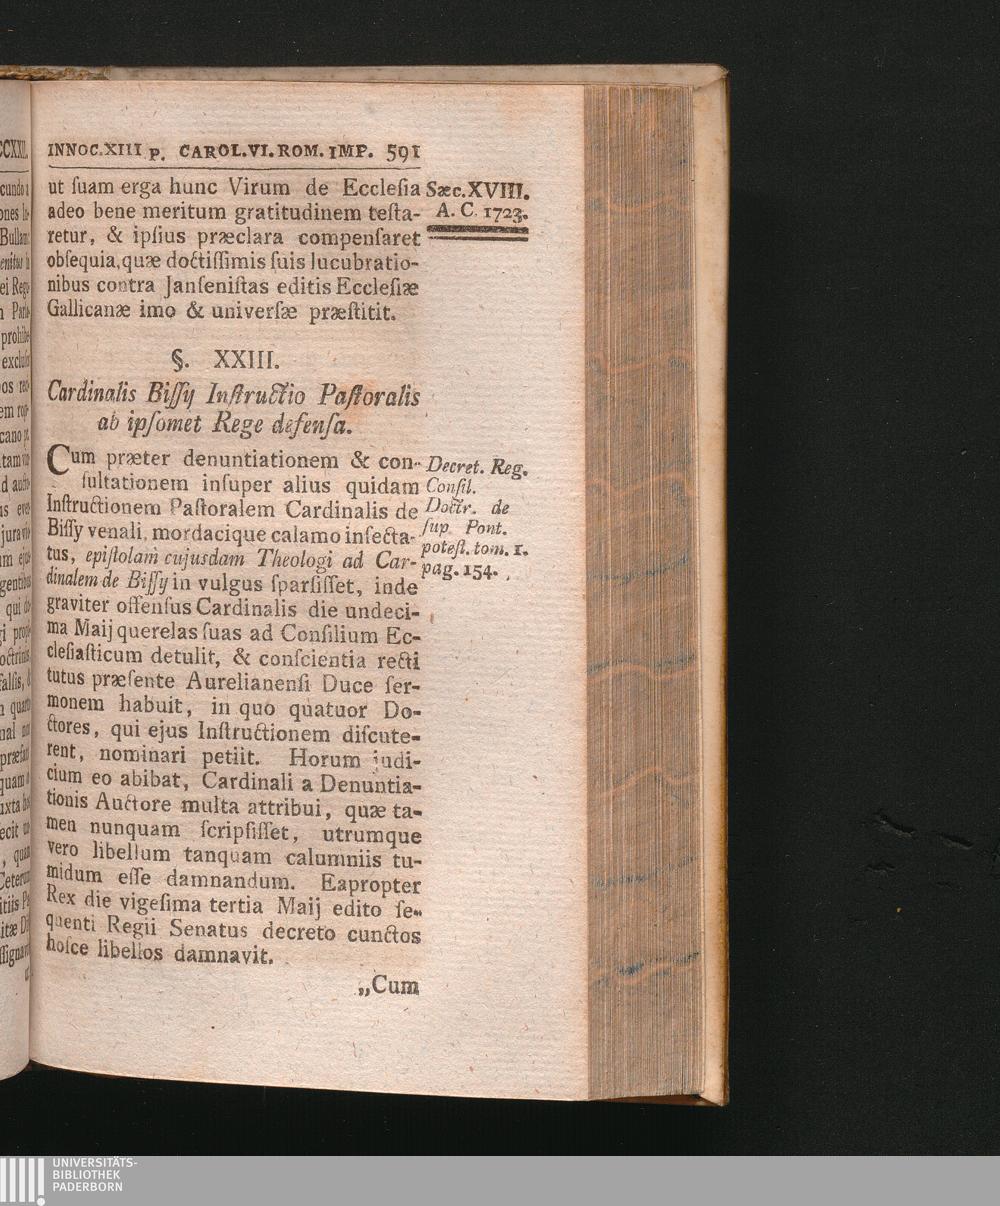 INNOC.XIII p. CAROL.VI.ROM.IMP. 591
ut ſuam erga hunc Virum de Eccleſia
adeo bene meritum gratitudinem teſta-
retur, & ipſius præclara compenſaret
obſequia, quæ doctiſſimis ſuis lucubratio-
nibus contra Janſeniſtas editis Eccleſiæ
Gallicanæ imo & univerſæ præſtitit.
Sæc.XVIII.
A. C. 1723.
§. XXIII.
Cardinalis Biſſy Inſtructio Paſtoralis
ab ipſomet Rege defenſa.
Cum præter denuntiationem & con-
ſultationem inſuper alius quidam
Inſtructionem Paſtoralem Cardinalis de
Biſſy venali, mordacique calamo inſecta-
tus, epiſtolam cujusdam Theologi ad Car-
dinalem de Biſſy in vulgus ſparſiſſet, inde
graviter offenſus Cardinalis die undeci-
ma Maij querelas ſuas ad Conſilium Ec-
cleſiaſticum detulit, & conſcientia recti
tutus præſente Aurelianenſi Duce ſer-
monem habuit, in quo quatuor Do-
ctores, qui ejus Inſtructionem diſcute-
rent, nominari petiit. Horum judi-
cium eo abibat, Cardinali a Denuntia-
tionis Auctore multa attribui, quæ ta-
men nunquam ſcripſiſſet, utrumque
vero libellum tanquam calumniis tu-
midum eſſe damnandum. Eapropter
Rex die vigeſima tertia Maij edito ſe-
quenti Regii Senatus decreto cunctos
hoſce libellos damnavit.
Decret. Reg.
Conſil.
Doctr. de
ſup. Pont.
poteſt. tom. 1.
pag. 154.
„Cum
UNIVERSITÄTS-
BIBLIOTHEK
PADERBORN